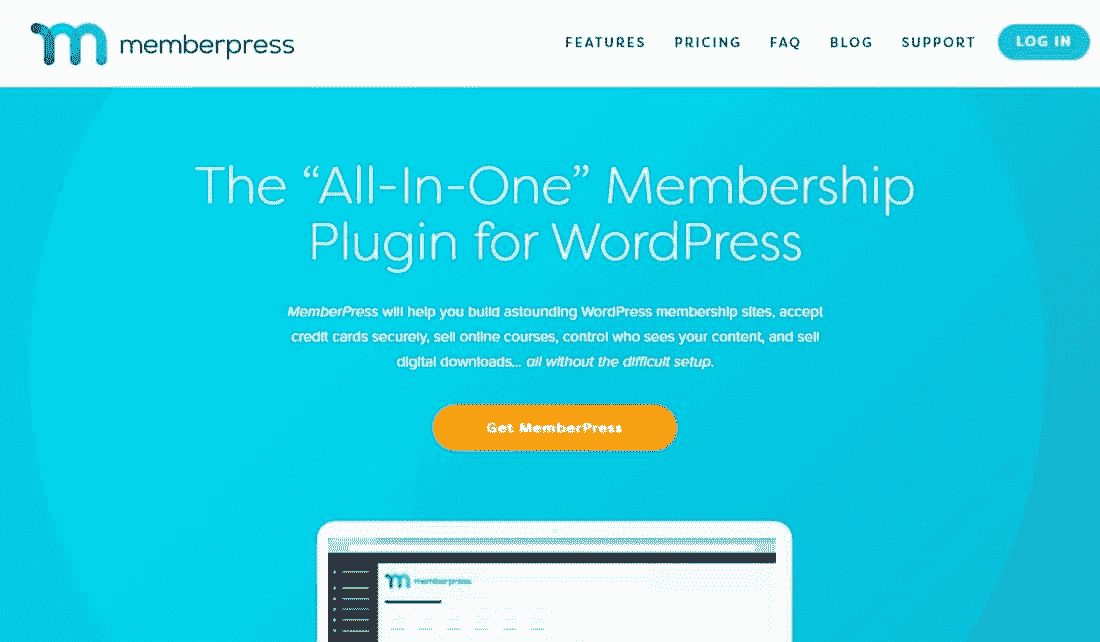 memberpress
FEATURES PRICING FAQ BLOG SUPPORT LOG IN
The “All-In-One” Membership
Plugin for WordPress
MemberPress will help you build astounding WordPress membership sites, accept
credit cards securely, sell online courses, control who sees your content, and sell
digital downloads... all without the difficult setup.
Get MemberPress
memberpress